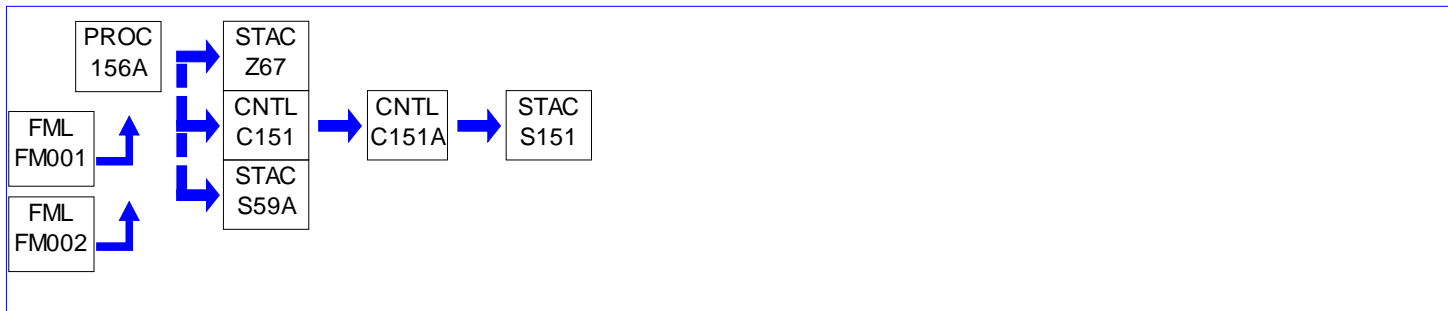 PROC
156A
STAC
Z67
FML
FM001
CNTL
C151
CNTL
C151A
STAC
S151
STAC
S59A
FML
FM002